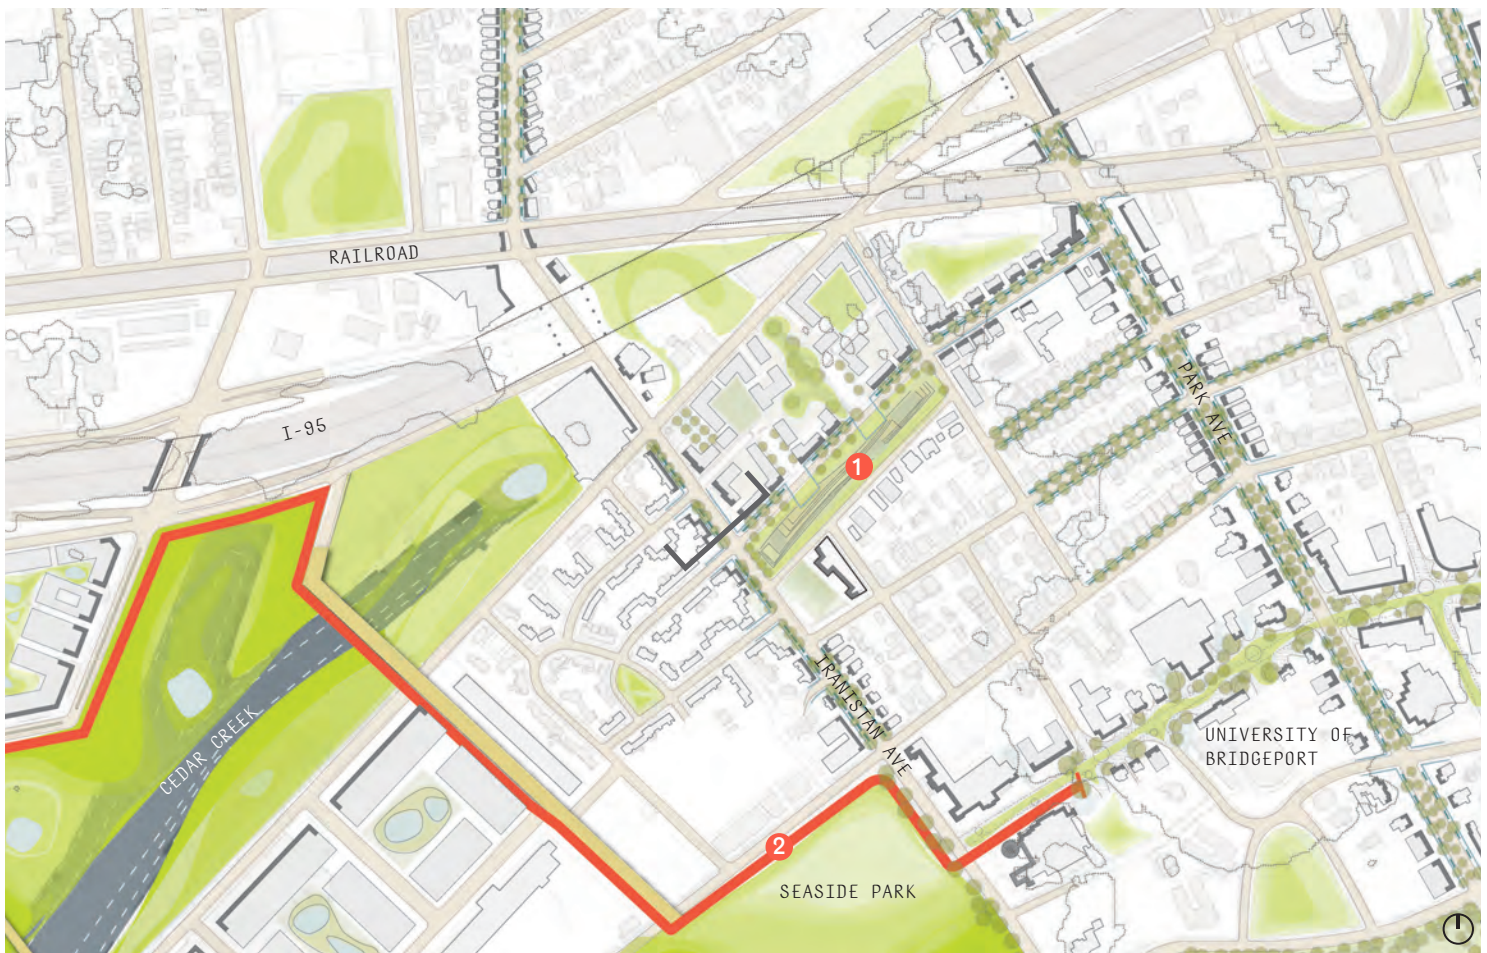 RAILROAD
I-95
PARK AVE
1
IRANISTAN AVE
CEDAR CREEK
UNIVERSITY OF
BRIDGEPORT
2
SEASIDE PARK